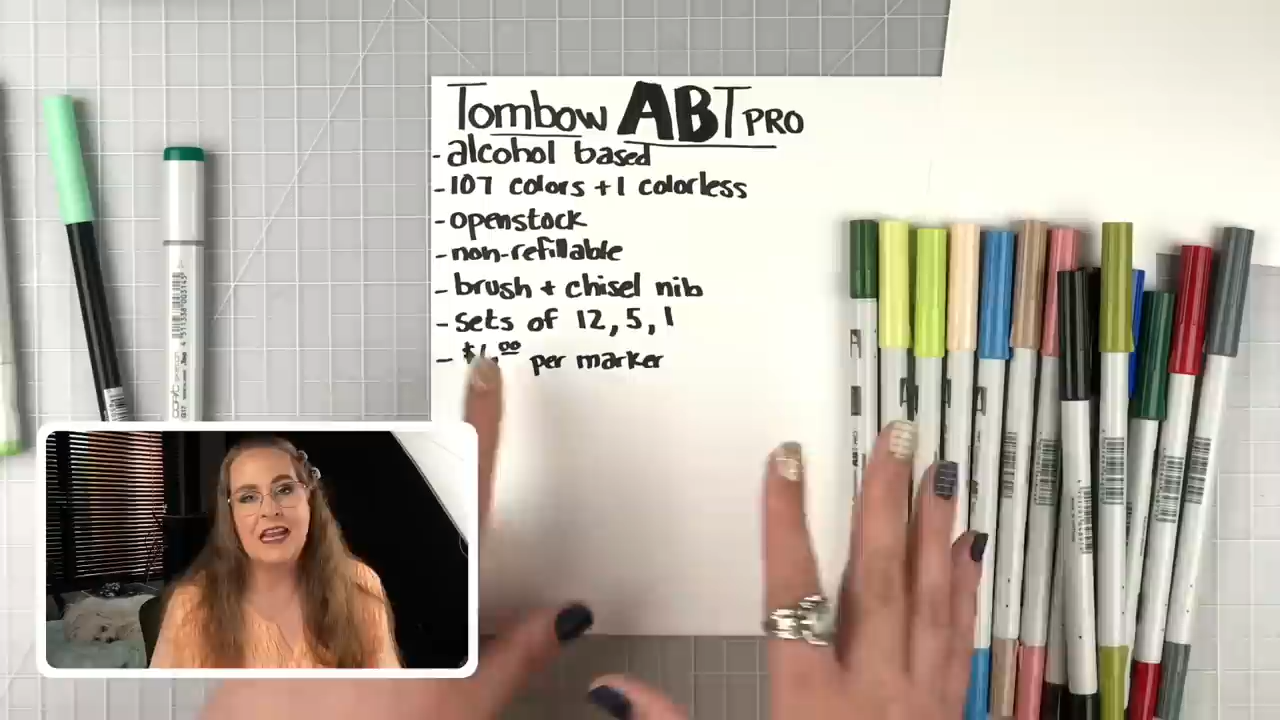 Tombow ABT PRO
- alcohol based
- 107 colors + 1 colorless
- openstock
- non-refillable
- brush + chisel nib
- sets of 12, 5, 1
- per marker